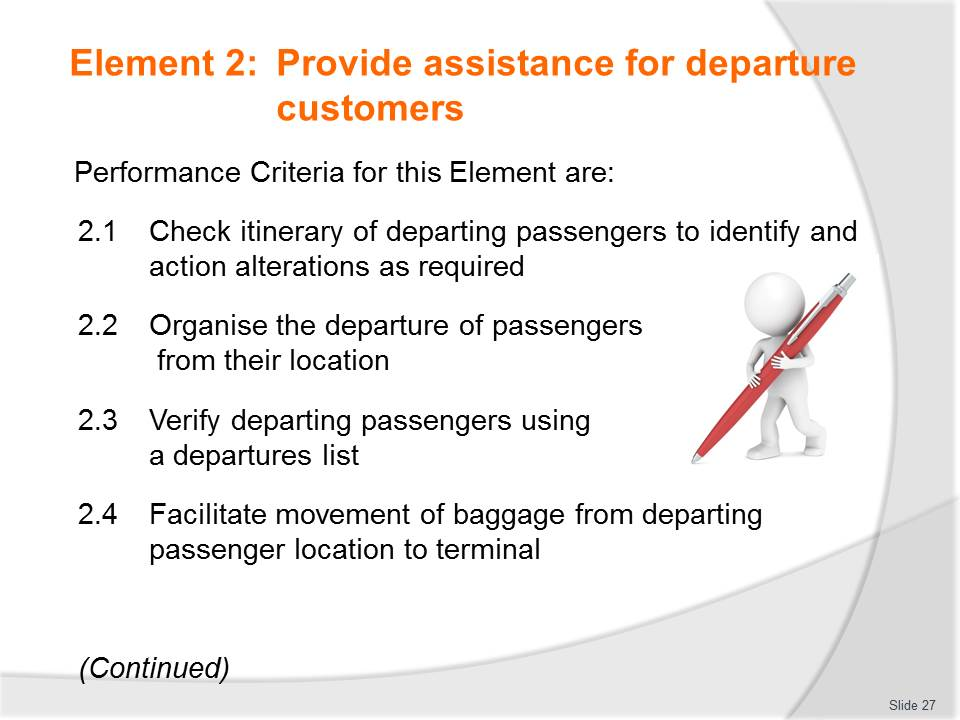 Element 2: Provide assistance for departure
customers
Performance Criteria for this Element are:
2.1 Check itinerary of departing passengers to identify and
action alterations as required
2.2 Organise the departure of passengers
from their location
2.3 Verify departing passengers using
a departures list
2.4 Facilitate movement of baggage from departing
passenger location to terminal
(Continued)
Slide 27